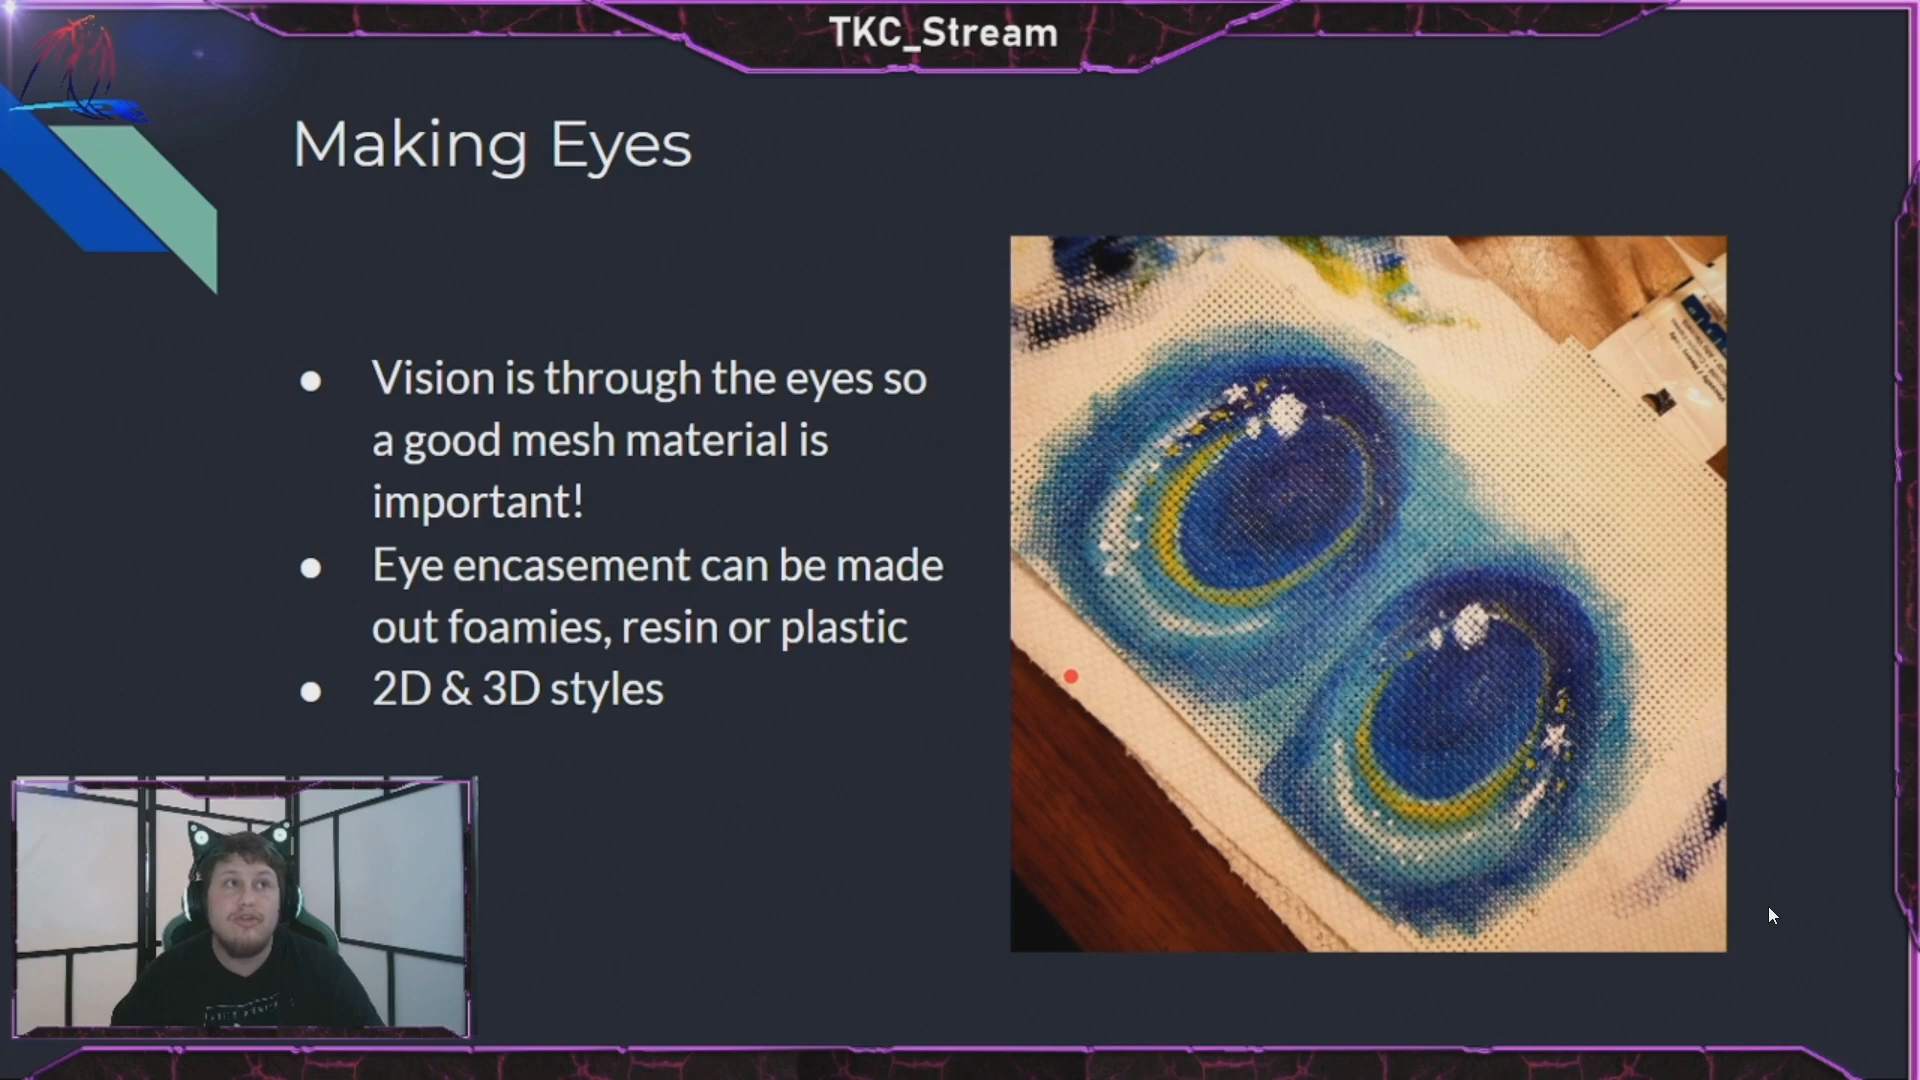 TKC_Stream
Making Eyes
● Vision is through the eyes so
a good mesh material is
important!
● Eye encasement can be made
out foamies, resin or plastic
● 2D & 3D styles